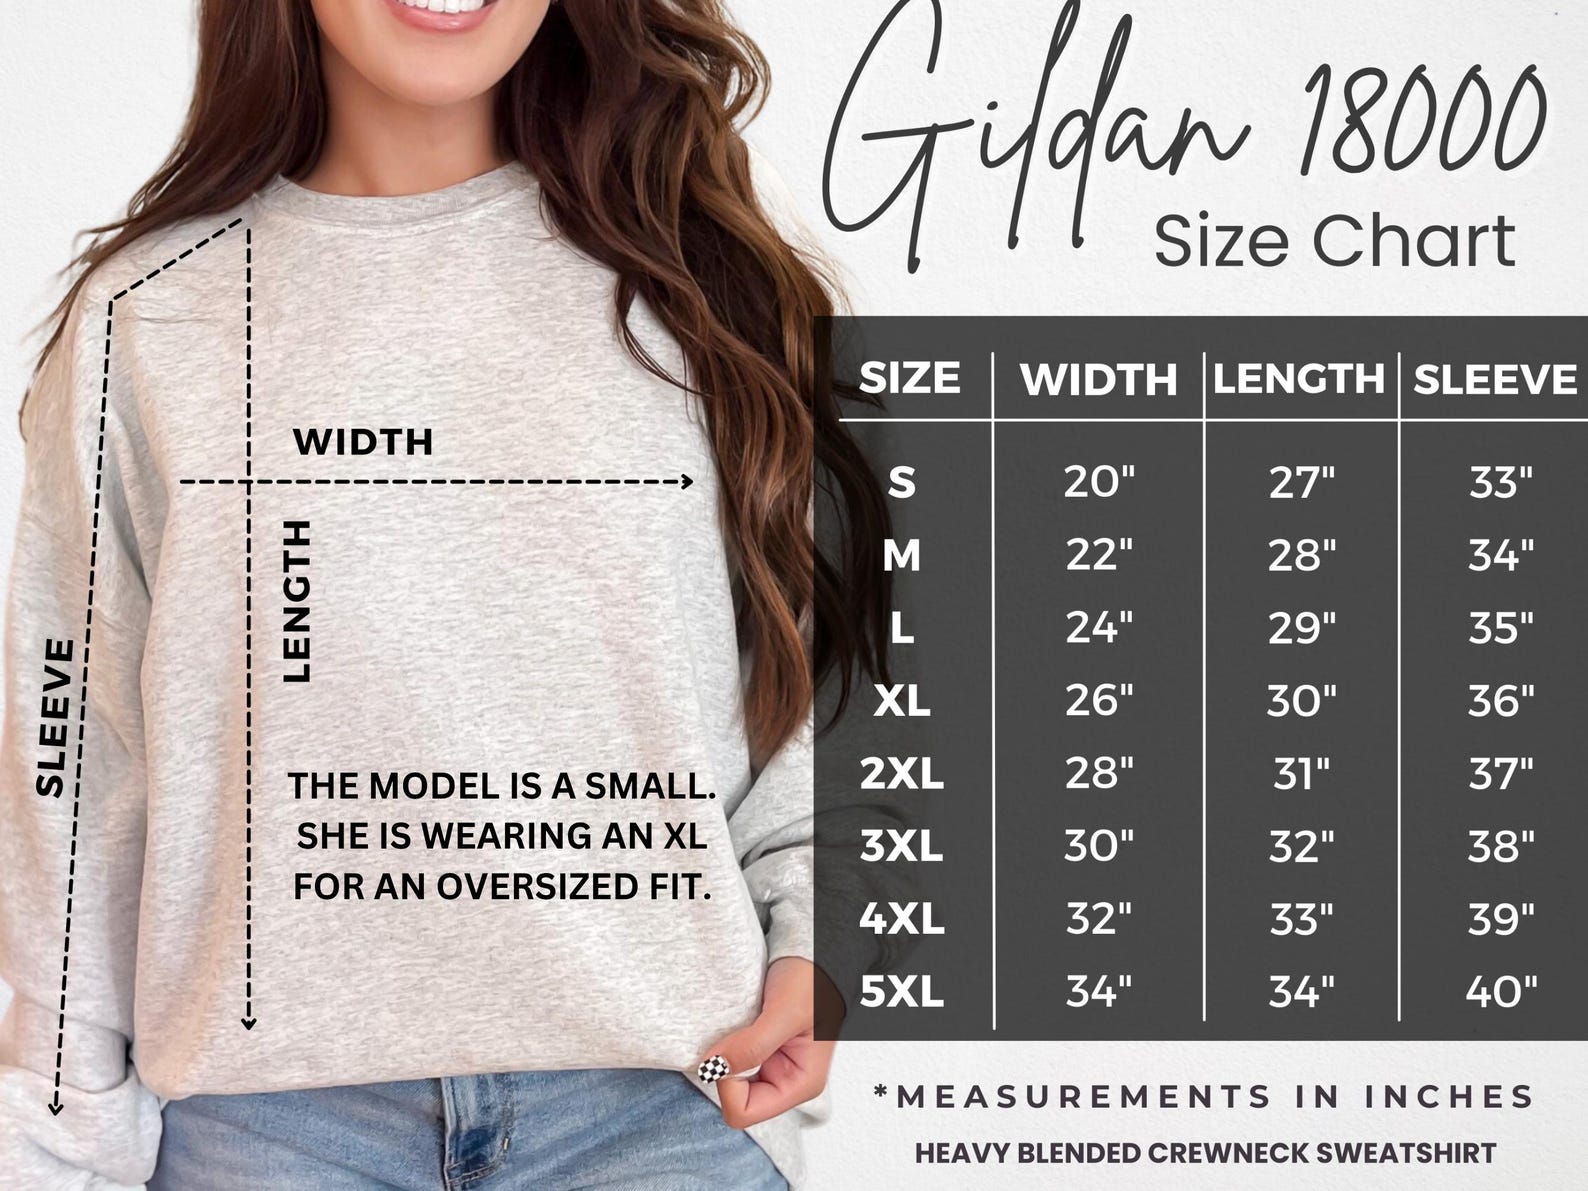 Gildan 18000
Size Chart
WIDTH
LENGTH
SLEEVE
THE MODEL IS A SMALL.
SHE IS WEARING AN XL
FOR AN OVERSIZED FIT.
SIZE WIDTH LENGTH SLEEVE
S 20" 27" 33"
M 22" 28" 34"
L 24" 29" 35"
XL 26" 30" 36"
2XL 28" 31" 37"
3XL 30" 32" 38"
4XL 32" 33" 39"
5XL 34" 34" 40"
*MEASUREMENTS IN INCHES
HEAVY BLENDED CREWNECK SWEATSHIRT